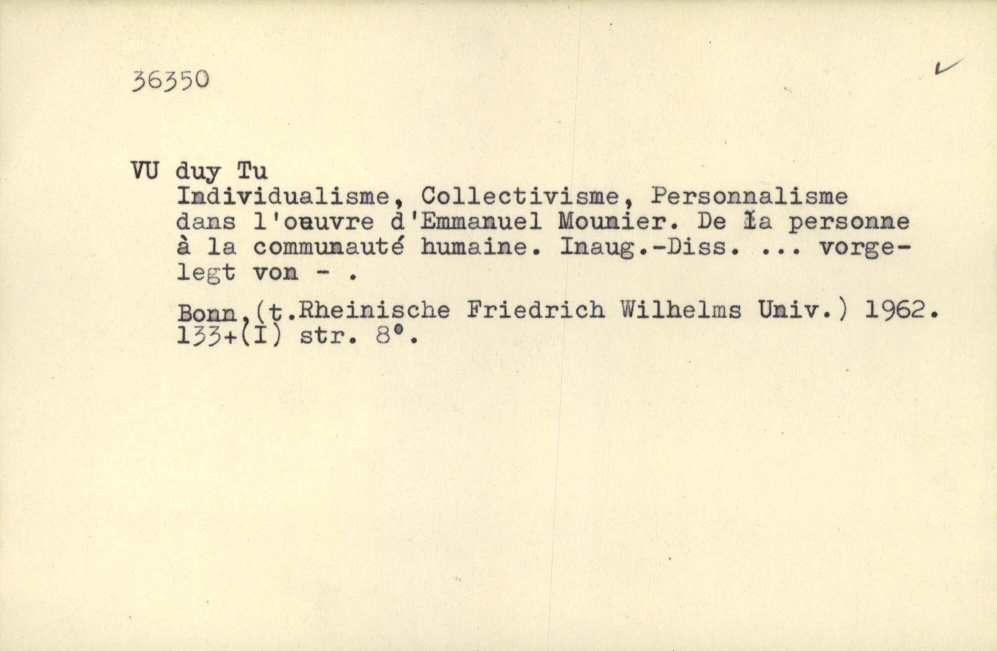 36350
VU duy Tu
Individualisme, Collectivisme, Personnalisme
dans l'oeuvre d'Emmanuel Mounier. De la personne
à la communauté humaine. Inaug.-Diss. ... vorge-
legt von - .
Bonn,(t.Rheinische Friedrich Wilhelms Univ.) 1962.
133+(I) str. 8°.